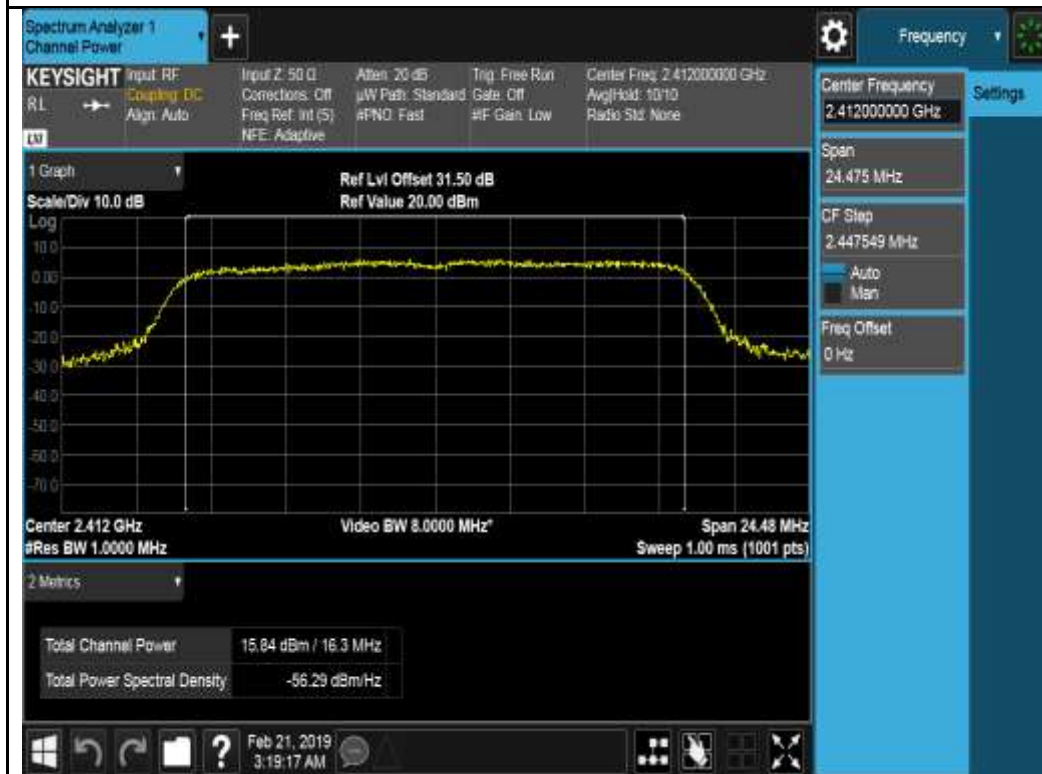 Spectrum Analyzer 1
Channel Power
+
Frequency
KEYSIGHT Input: RF Input Z: 50 Ω Atten: 20 dB Trig: Free Run Center Freq: 2.412000000 GHz
RL Coupling: DC Corrections: Off µW Path: Standard Gate: Off Avg|Hold: 10/10
Align: Auto Freq Ref: Int (S) #PNO: Fast #IF Gain: Low Radio Std: None
NFE: Adaptive
LXI
Center Frequency
2.412000000 GHz
Settings
Span
24.475 MHz
CF Step
2.447549 MHz
Auto
Man
Freq Offset
0 Hz
1 Graph
Ref Lvl Offset 31.50 dB
Scale/Div 10.0 dB Ref Value 20.00 dBm
Log
10.0
0.00
-10.0
-20.0
-30.0
-40.0
-50.0
-60.0
-70.0
Center 2.412 GHz Video BW 8.0000 MHz* Span 24.48 MHz
#Res BW 1.0000 MHz Sweep 1.00 ms (1001 pts)
2 Metrics
Total Channel Power 15.84 dBm / 16.3 MHz
Total Power Spectral Density -56.29 dBm/Hz
? Feb 21, 2019
3:19:17 AM